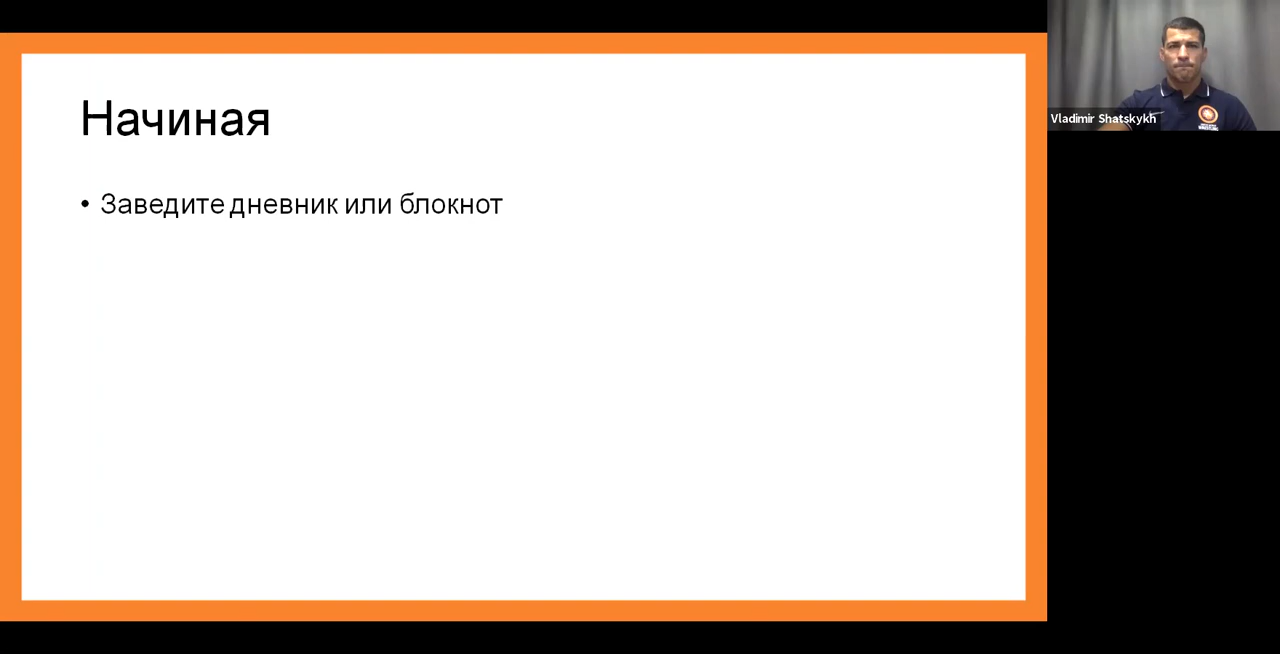 Начиная
• Заведите дневник или блокнот
Vladimir Shatskykh